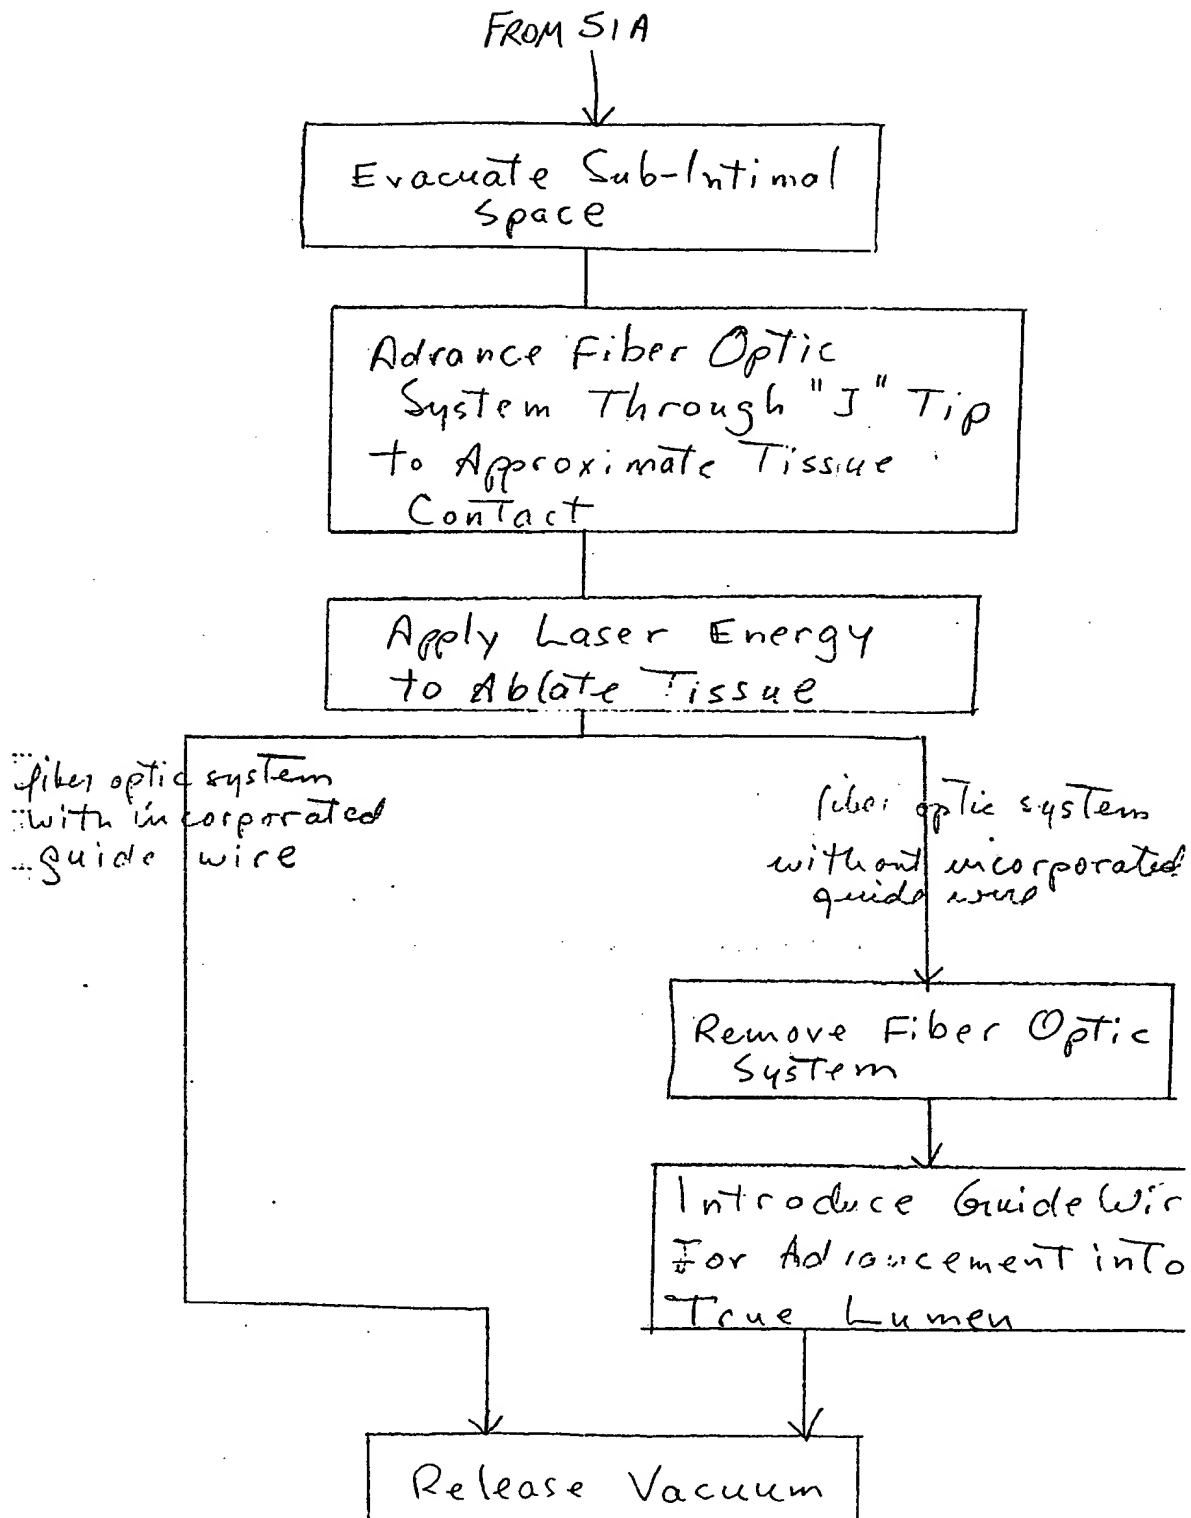 FROM 51A
Evacuate Sub-Intimal
Space
Advance Fiber Optic
System Through "J" Tip
to Approximate Tissue
Contact
Apply Laser Energy
to Ablate Tissue
fiber optic system
with incorporated
guide wire
fiber optic system
without incorporated
guide wire
Remove Fiber Optic
System
Introduce Guide Wir
For Advancement into
True Lumen
Release Vacuum